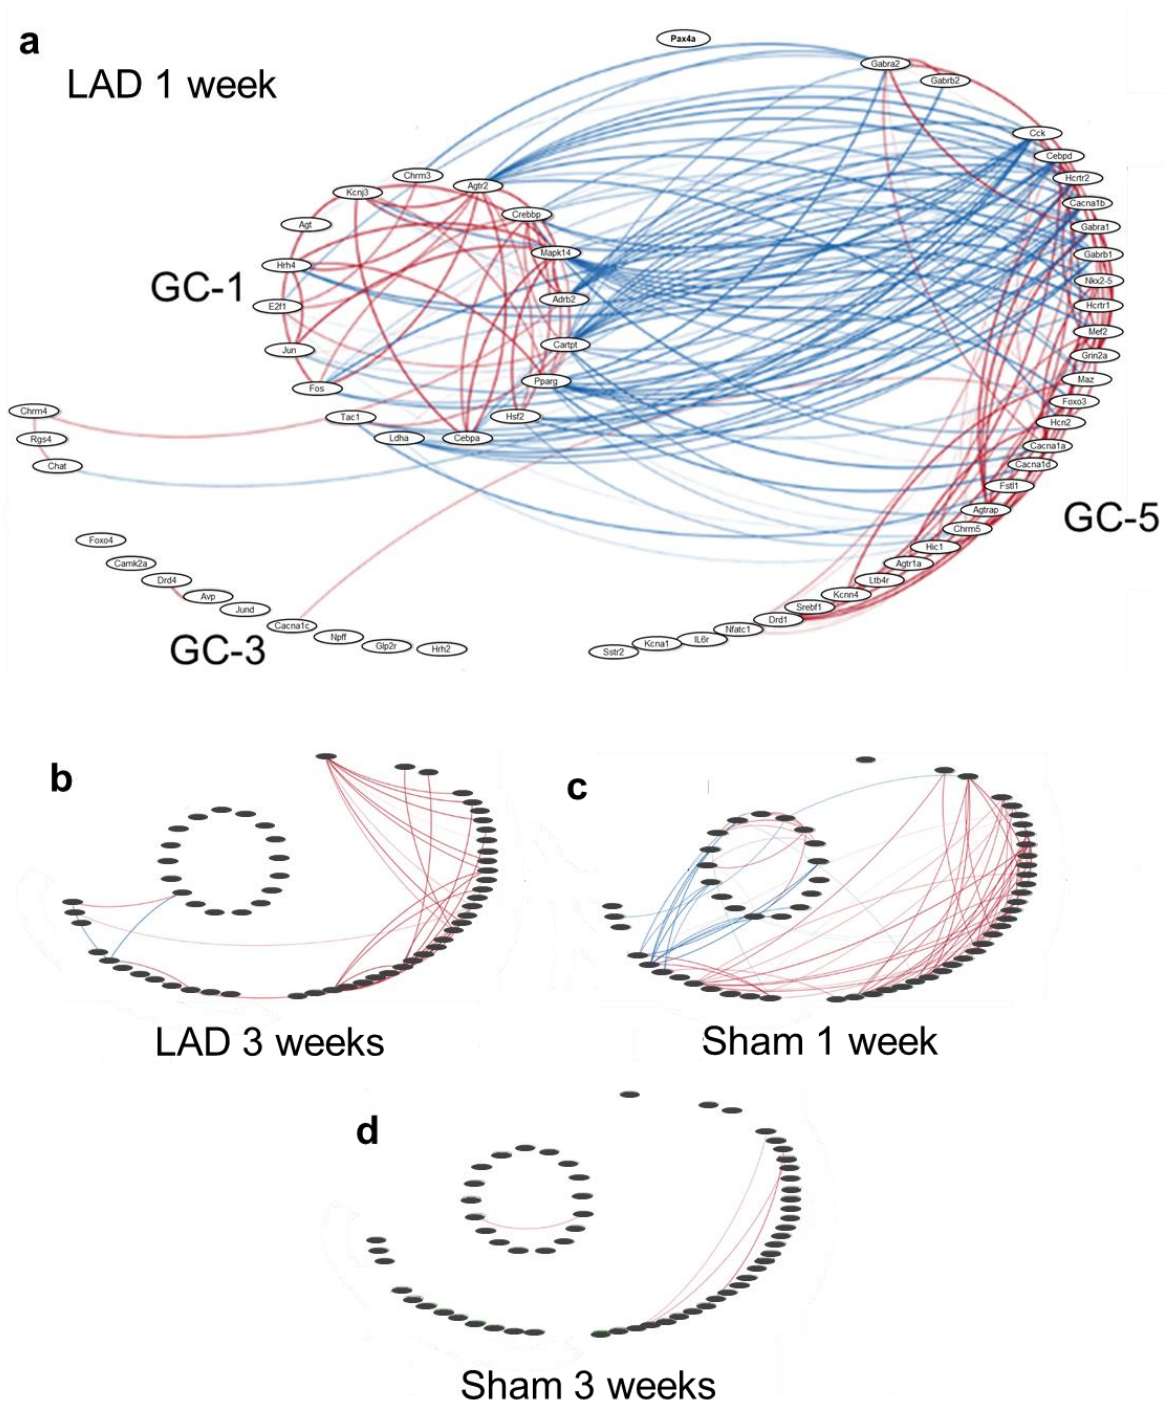 a
LAD 1 week
Pax4a
Gabra2
Gabrb2
Cck
Cebpd
Hcrtr2
Cacna1b
Gabra1
Gabrb1
Nkx2-5
Hcrtr1
Mef2
Grin2a
Maz
Foxo3
Hcn2
Cacna1a
Cacna1d
Fstl1
Agtrap
Chrm5
Hic1
Agtr1a
Ltb4r
Kcnn4
Srebf1
Drd1
Nfatc1
IL6r
Kcna1
Sstr2
GC-5
Chrm3
Agtr2
Kcnj3
Crebbp
Agt
Mapk14
Hrh4
GC-1
Adrb2
E2f1
Cartpt
Jun
Pparg
Fos
Hsf2
Tac1
Ldha
Cebpa
Chrm4
Rgs4
Chat
Foxo4
Camk2a
Drd4
Avp
Jund
Cacna1c
Npff
Glp2r
Hrh2
GC-3
b
LAD 3 weeks
c
Sham 1 week
d
Sham 3 weeks